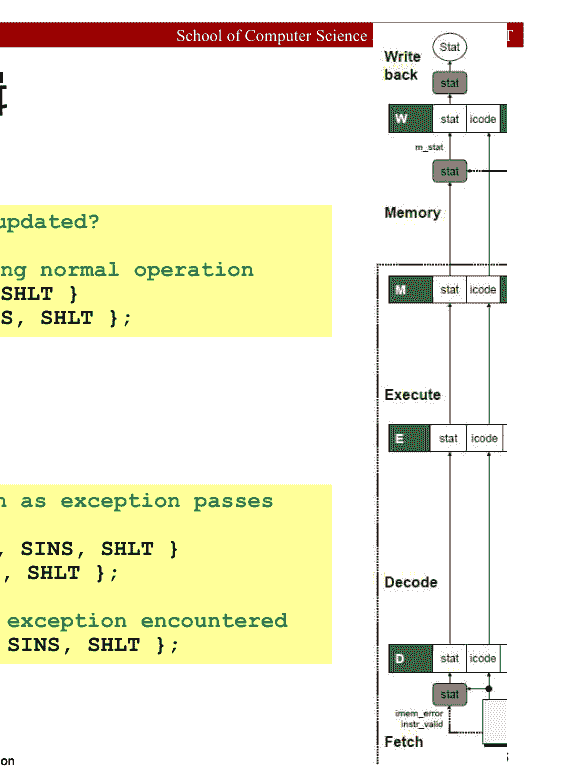 School of Computer Science
T
updated?
ng normal operation
SHLT }
S, SHLT };
n as exception passes
, SINS, SHLT }
, SHLT };
exception encountered
SINS, SHLT };
on
Write
back
Stat
stat
W
stat
icode
m_stat
stat
Memory
M
stat
icode
Execute
E
stat
icode
Decode
D
stat
icode
stat
imem_error
instr_valid
Fetch